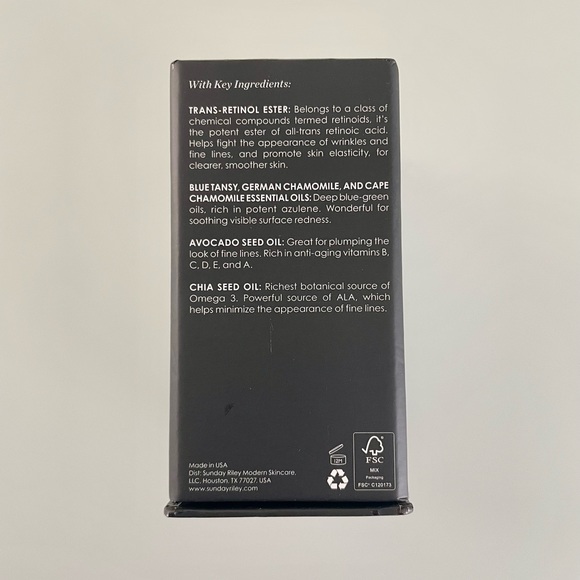 With Key Ingredients:
TRANS-RETINOL ESTER: Belongs to a class of
chemical compounds termed retinoids, it's
the potent ester of all-trans retinoic acid.
Helps fight the appearance of wrinkles and
fine lines, and promote skin elasticity, for
clearer, smoother skin.
BLUE TANSY, GERMAN CHAMOMILE, AND CAPE
CHAMOMILE ESSENTIAL OILS: Deep blue-green
oils, rich in potent azulene. Wonderful for
soothing visible surface redness.
AVOCADO SEED OIL: Great for plumping the
look of fine lines. Rich in anti-aging vitamins B,
C, D, E, and A.
CHIA SEED OIL: Richest botanical source of
Omega 3. Powerful source of ALA, which
helps minimize the appearance of fine lines.
Made in USA
Dist: Sunday Riley Modern Skincare,
LLC. Houston, TX 77027, USA
www.sundayriley.com
12M
FSC
MIX
Packaging
FSC® C120173